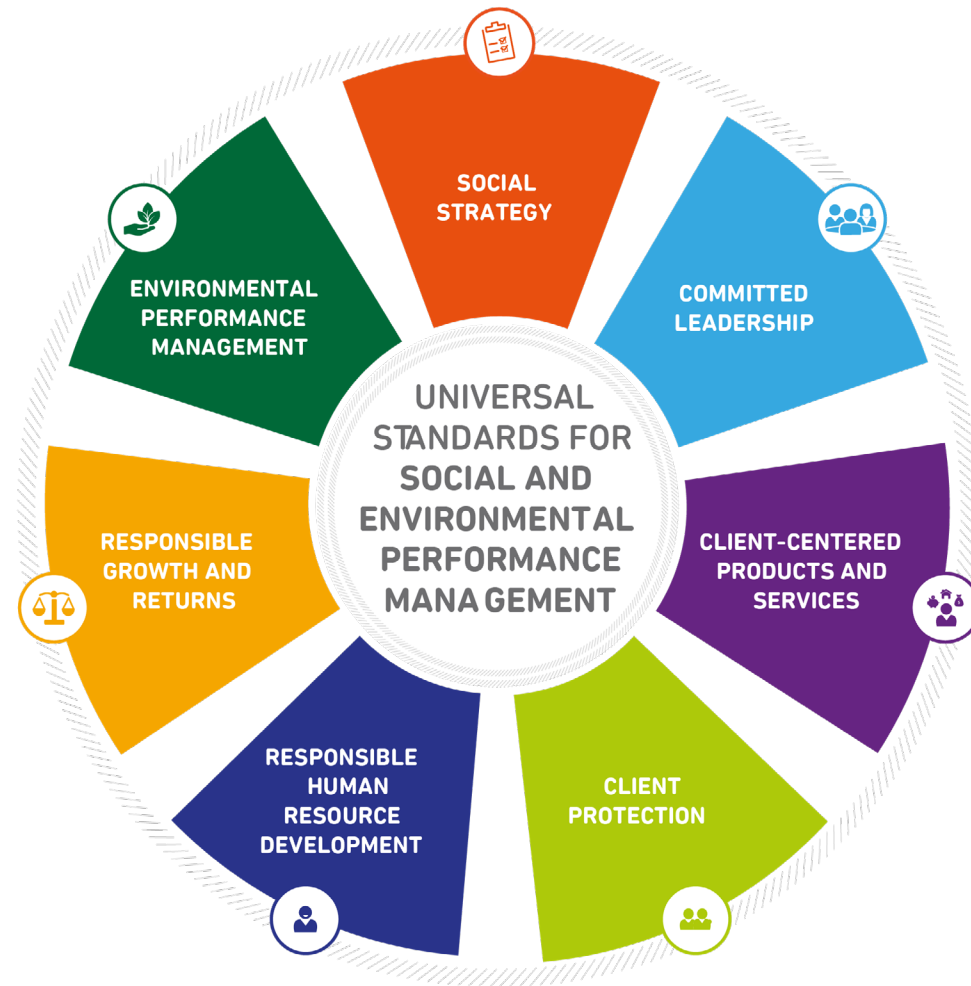 SOCIAL
STRATEGY
COMMITTED
LEADERSHIP
CLIENT-CENTERED
PRODUCTS AND
SERVICES
CLIENT
PROTECTION
RESPONSIBLE
HUMAN
RESOURCE
DEVELOPMENT
RESPONSIBLE
GROWTH AND
RETURNS
ENVIRONMENTAL
PERFORMANCE
MANAGEMENT
UNIVERSAL
STANDARDS FOR
SOCIAL AND
ENVIRONMENTAL
PERFORMANCE
MANAGEMENT